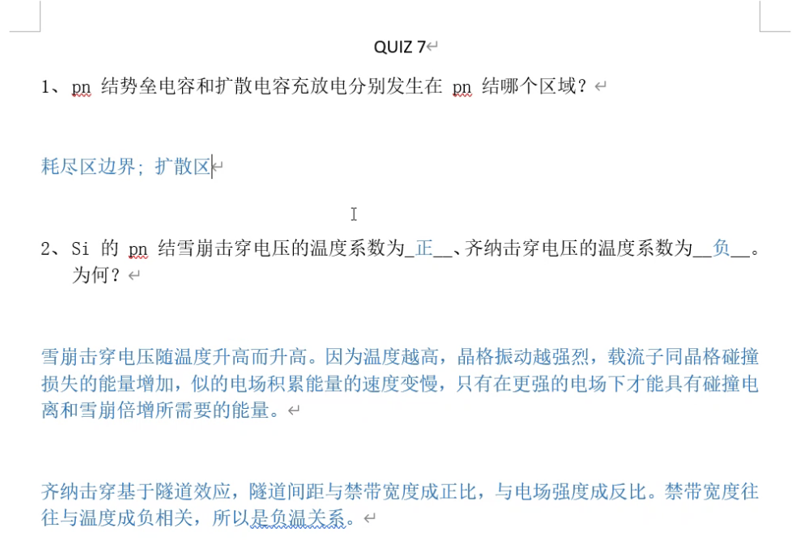 QUIZ 7
1、 pn 结势垒电容和扩散电容充放电分别发生在 pn 结哪个区域？
耗尽区边界；扩散区
2、 Si 的 pn 结雪崩击穿电压的温度系数为_正__、齐纳击穿电压的温度系数为__负__。
为何？
雪崩击穿电压随温度升高而升高。因为温度越高，晶格振动越强烈，载流子同晶格碰撞
损失的能量增加，似的电场积累能量的速度变慢，只有在更强的电场下才能具有碰撞电
离和雪崩倍增所需要的能量。
齐纳击穿基于隧道效应，隧道间距与禁带宽度成正比，与电场强度成反比。禁带宽度往
往与温度成负相关，所以是负温关系。